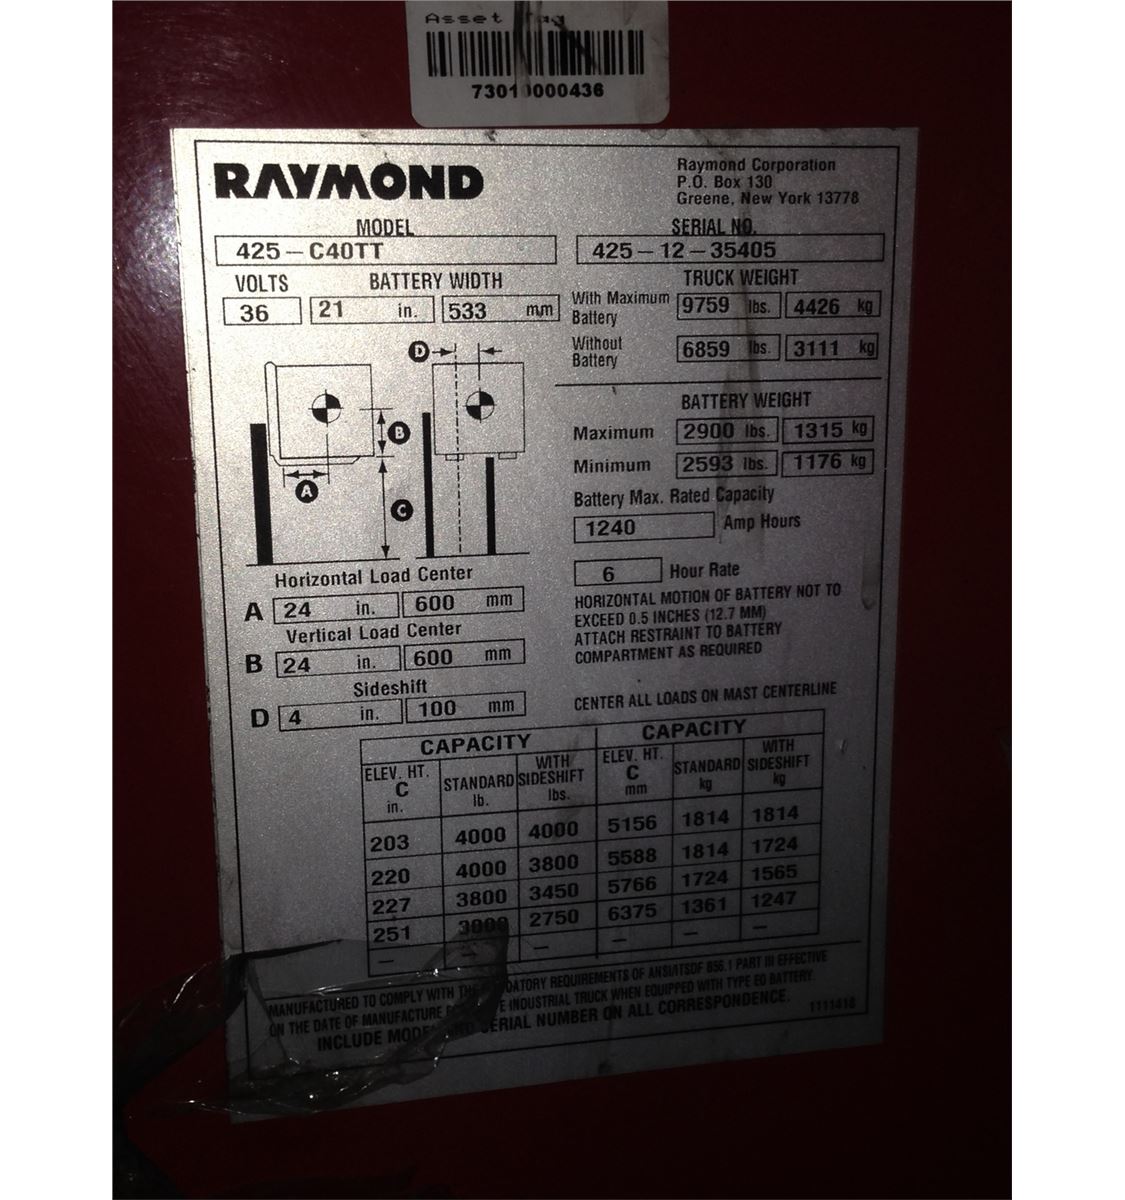 Asset Tag
73010000436
RAYMOND
Raymond Corporation
P.O. Box 130
Greene, New York 13778
MODEL
425-C40TT
SERIAL NO.
425-12-35405
VOLTS
36
BATTERY WIDTH
21 in. 533 mm
TRUCK WEIGHT
With Maximum Battery 9759 lbs. 4426 kg
Without Battery 6859 lbs. 3111 kg
D
B
A
C
BATTERY WEIGHT
Maximum 2900 lbs. 1315 kg
Minimum 2593 lbs. 1176 kg
Battery Max. Rated Capacity
1240 Amp Hours
6 Hour Rate
HORIZONTAL MOTION OF BATTERY NOT TO
EXCEED 0.5 INCHES (12.7 MM)
ATTACH RESTRAINT TO BATTERY
COMPARTMENT AS REQUIRED
Horizontal Load Center
A 24 in. 600 mm
Vertical Load Center
B 24 in. 600 mm
Sideshift
D 4 in. 100 mm
CENTER ALL LOADS ON MAST CENTERLINE
CAPACITY CAPACITY
ELEV. HT. C in. STANDARD lb. WITH SIDESHIFT lbs. ELEV. HT. C mm STANDARD kg WITH SIDESHIFT kg
203 4000 4000 5156 1814 1814
220 4000 3800 5588 1814 1724
227 3800 3450 5766 1724 1565
251 3000 2750 6375 1361 1247
— — — — — —
MANUFACTURED TO COMPLY WITH THE REQUIREMENTS OF ANSI/ITSDF B56.1 PART III EFFECTIVE
ON THE DATE OF MANUFACTURE INDUSTRIAL TRUCK WHEN EQUIPPED WITH TYPE EO BATTERY.
INCLUDE MODEL AND SERIAL NUMBER ON ALL CORRESPONDENCE.
1111418